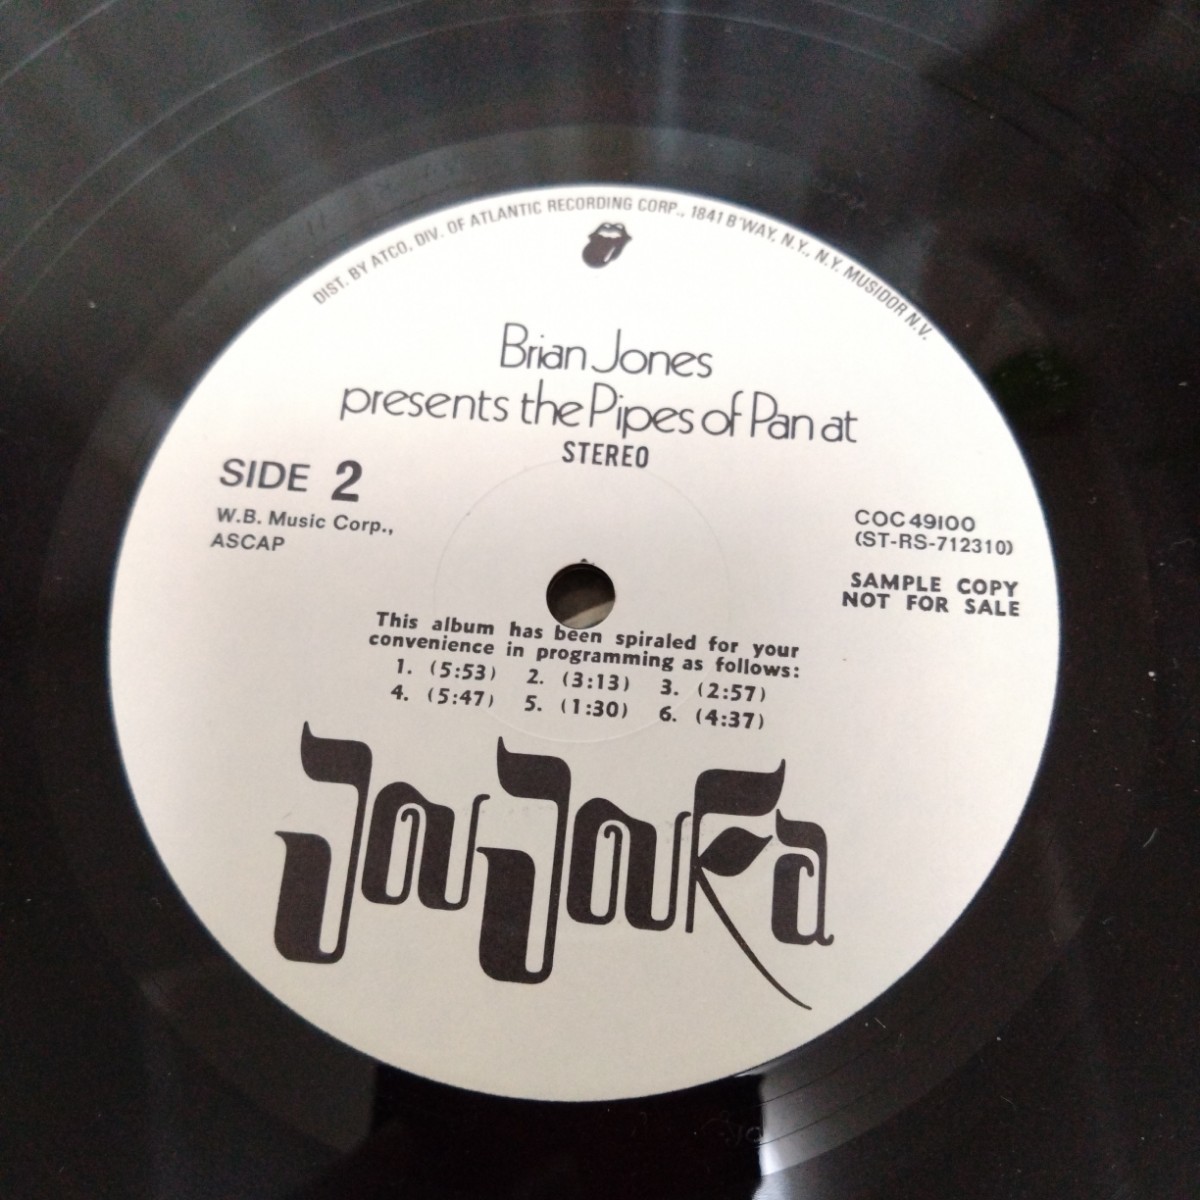 DIST. BY ATCO, DIV. OF ATLANTIC RECORDING CORP., 1841 B'WAY, N.Y., N.Y. MUSIDOR N.V.
Brian Jones
presents the Pipes of Pan at
STEREO
SIDE 2
W.B. Music Corp.,
ASCAP
COC 49100
(ST-RS-712310)
SAMPLE COPY
NOT FOR SALE
This album has been spiraled for your
convenience in programming as follows:
1. (5:53) 2. (3:13) 3. (2:57)
4. (5:47) 5. (1:30) 6. (4:37)
JouJouKa